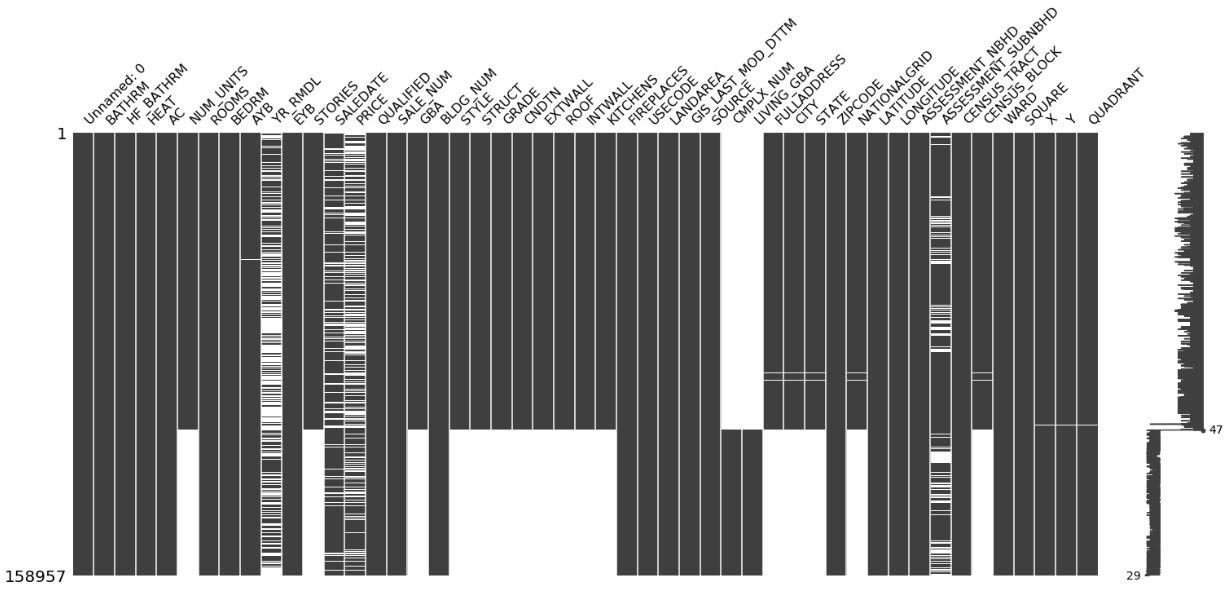 Unnamed: 0
BATHRM
HF_BATHRM
HEAT
AC
NUM_UNITS
ROOMS
BEDRM
AYB
YR_RMDL
EYB
STORIES
SALEDATE
PRICE
QUALIFIED
SALE_NUM
GBA
BLDG_NUM
STYLE
STRUCT
GRADE
CNDTN
EXTWALL
ROOF
INTWALL
KITCHENS
FIREPLACES
USECODE
LANDAREA
GIS_LAST_MOD_DTTM
SOURCE
CMPLX_NUM
LIVING_GBA
FULLADDRESS
CITY
STATE
ZIPCODE
NATIONALGRID
LATITUDE
LONGITUDE
ASSESSMENT_NBHD
ASSESSMENT_SUBNBHD
CENSUS_TRACT
CENSUS_BLOCK
WARD
SQUARE
X
Y
QUADRANT
1
47
158957
29